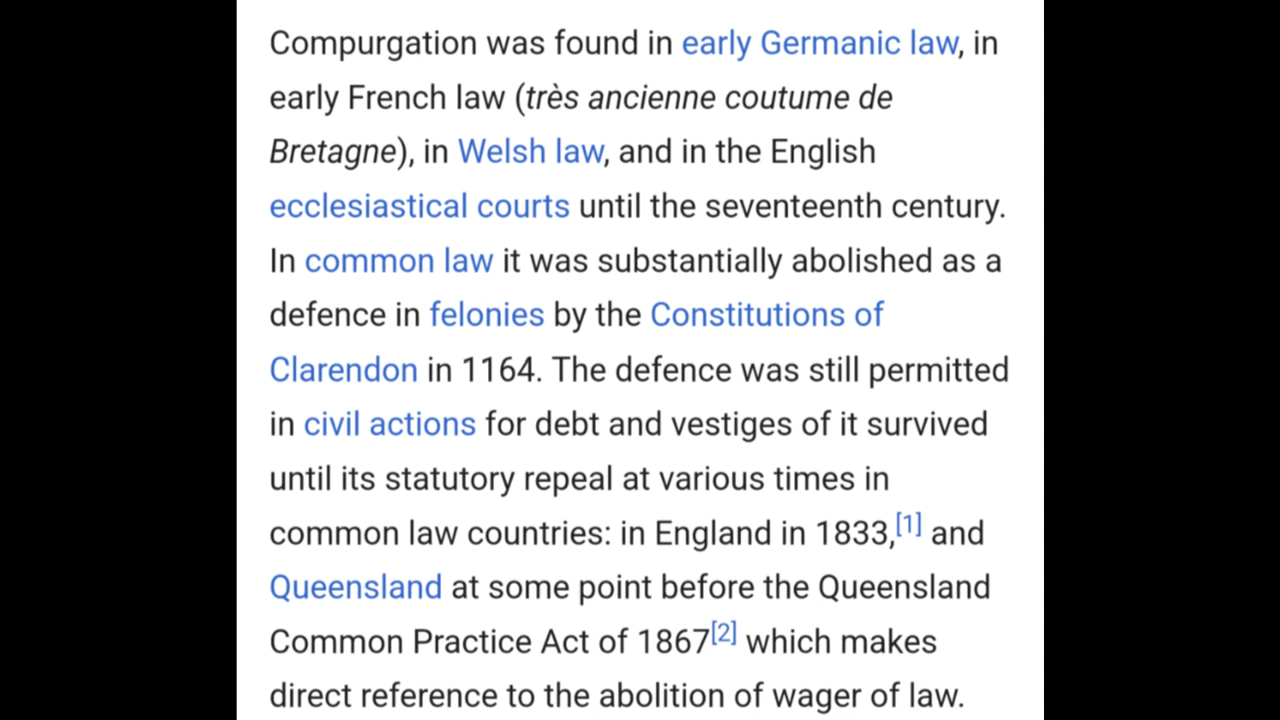 Compurgation was found in early Germanic law, in
early French law (très ancienne coutume de
Bretagne), in Welsh law, and in the English
ecclesiastical courts until the seventeenth century.
In common law it was substantially abolished as a
defence in felonies by the Constitutions of
Clarendon in 1164. The defence was still permitted
in civil actions for debt and vestiges of it survived
until its statutory repeal at various times in
common law countries: in England in 1833,[1] and
Queensland at some point before the Queensland
Common Practice Act of 1867[2] which makes
direct reference to the abolition of wager of law.